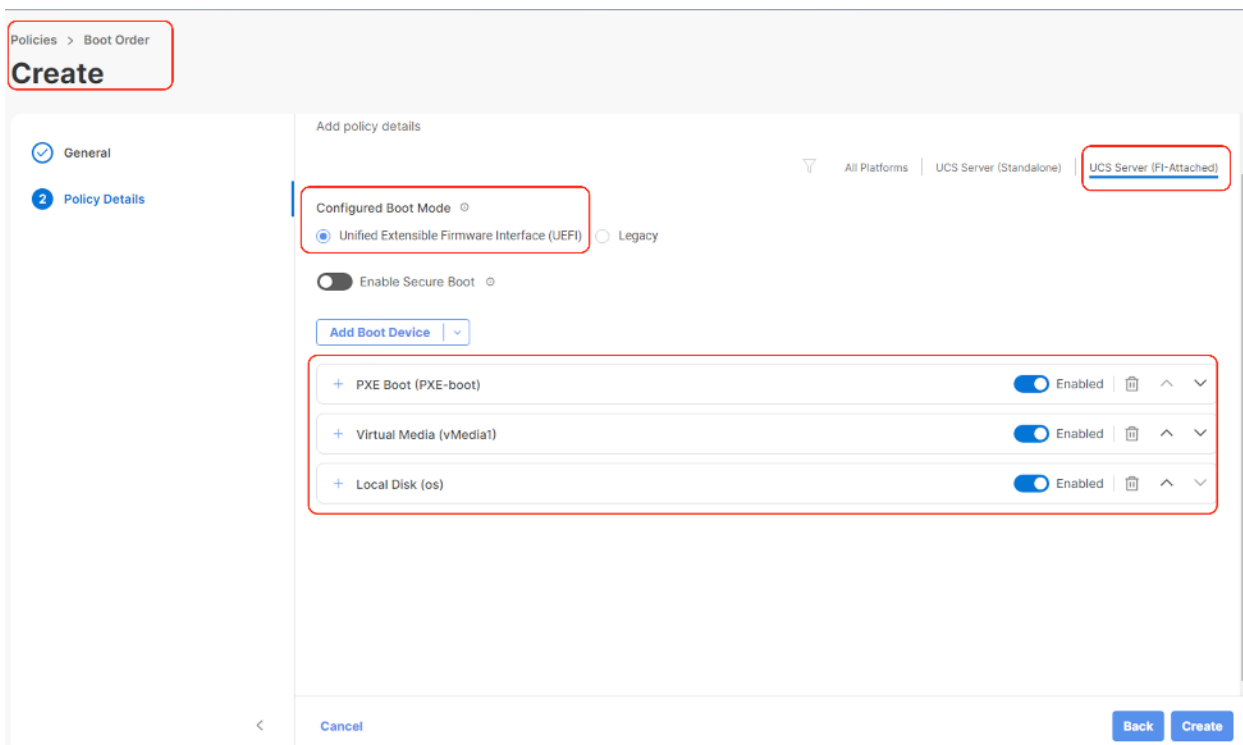 Policies > Boot Order
Create
General
2 Policy Details
Add policy details
All Platforms | UCS Server (Standalone) | UCS Server (FI-Attached)
Configured Boot Mode
Unified Extensible Firmware Interface (UEFI) Legacy
Enable Secure Boot
Add Boot Device
+ PXE Boot (PXE-boot) Enabled
+ Virtual Media (vMedia1) Enabled
+ Local Disk (os) Enabled
< Cancel Back Create